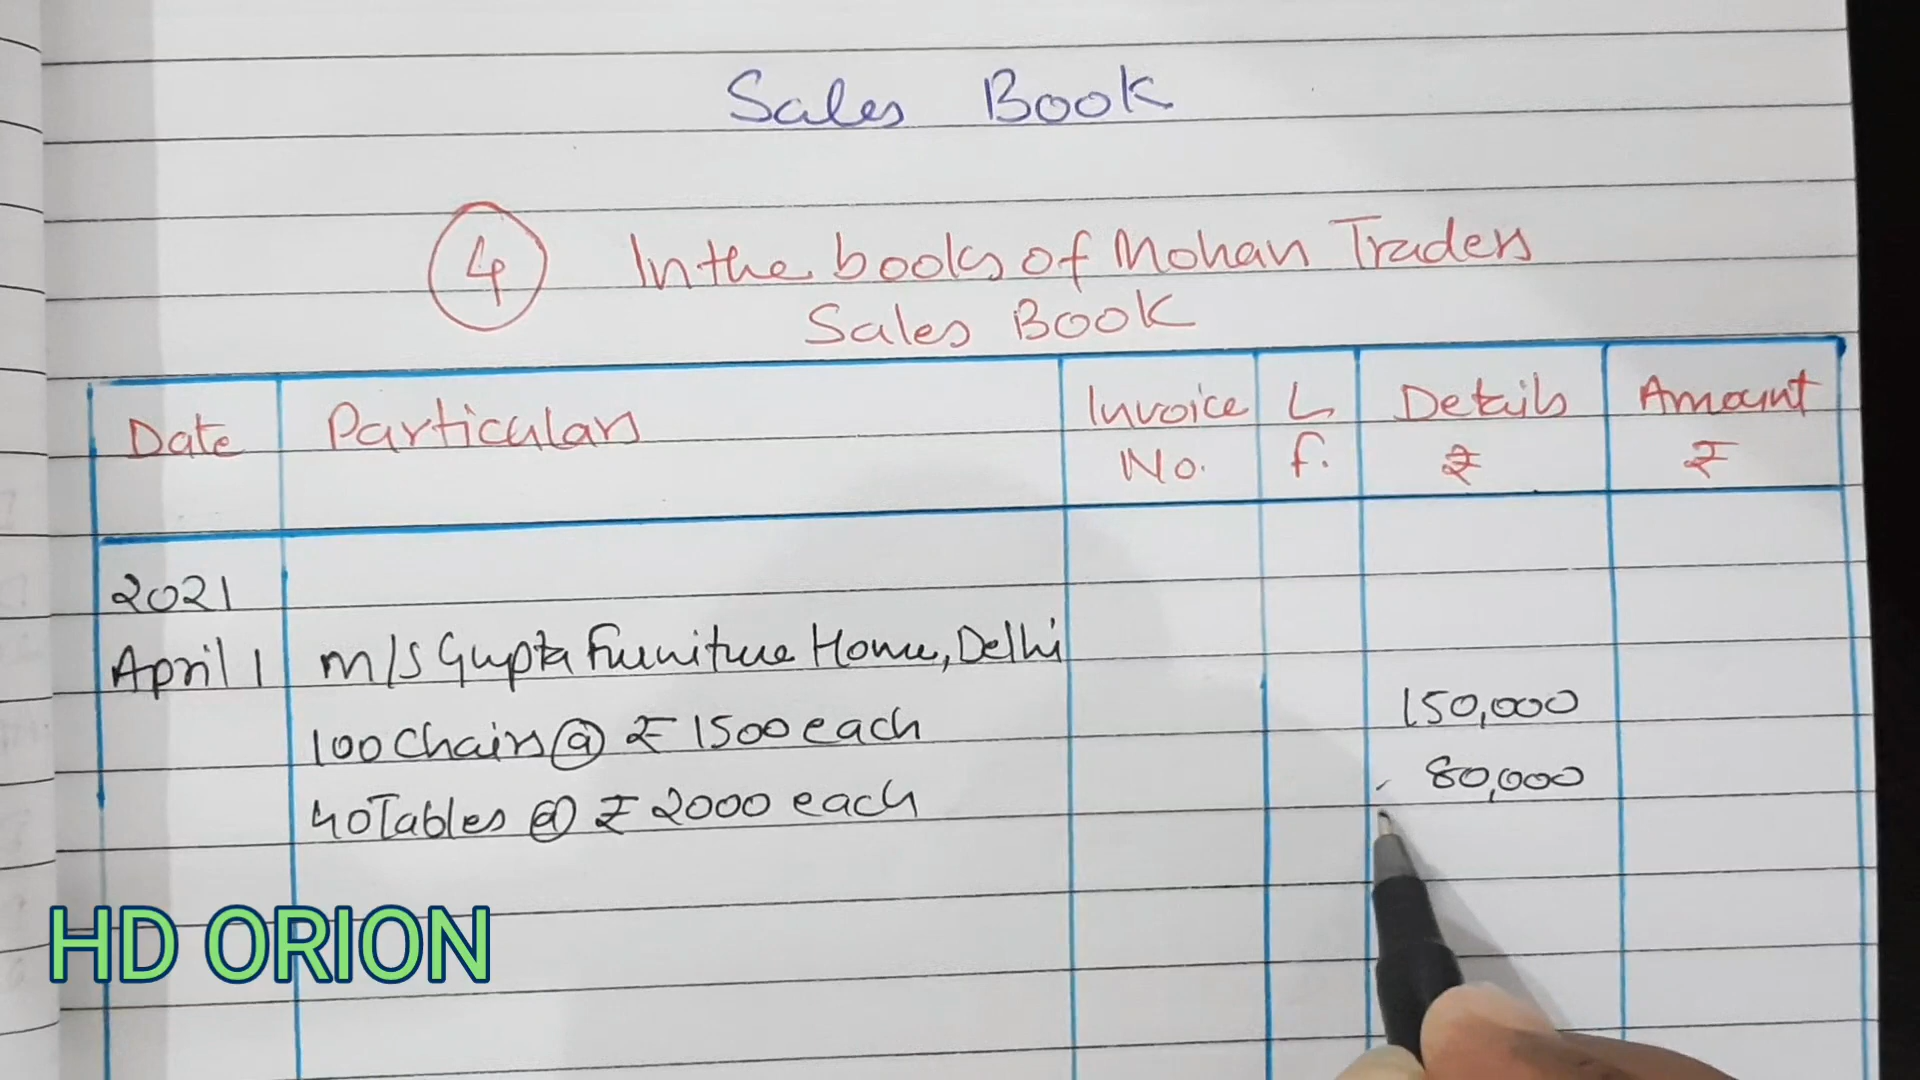 Sales Book
4 In the books of Mohan Traders
Sales Book
Date Particulars Invoice No. L.f. Details ₹ Amount ₹
2021
April 1 M/S Gupta Furniture House, Delhi
100 Chairs @ ₹ 1500 each 150,000
40 Tables @ ₹ 2000 each 80,000
HD ORION